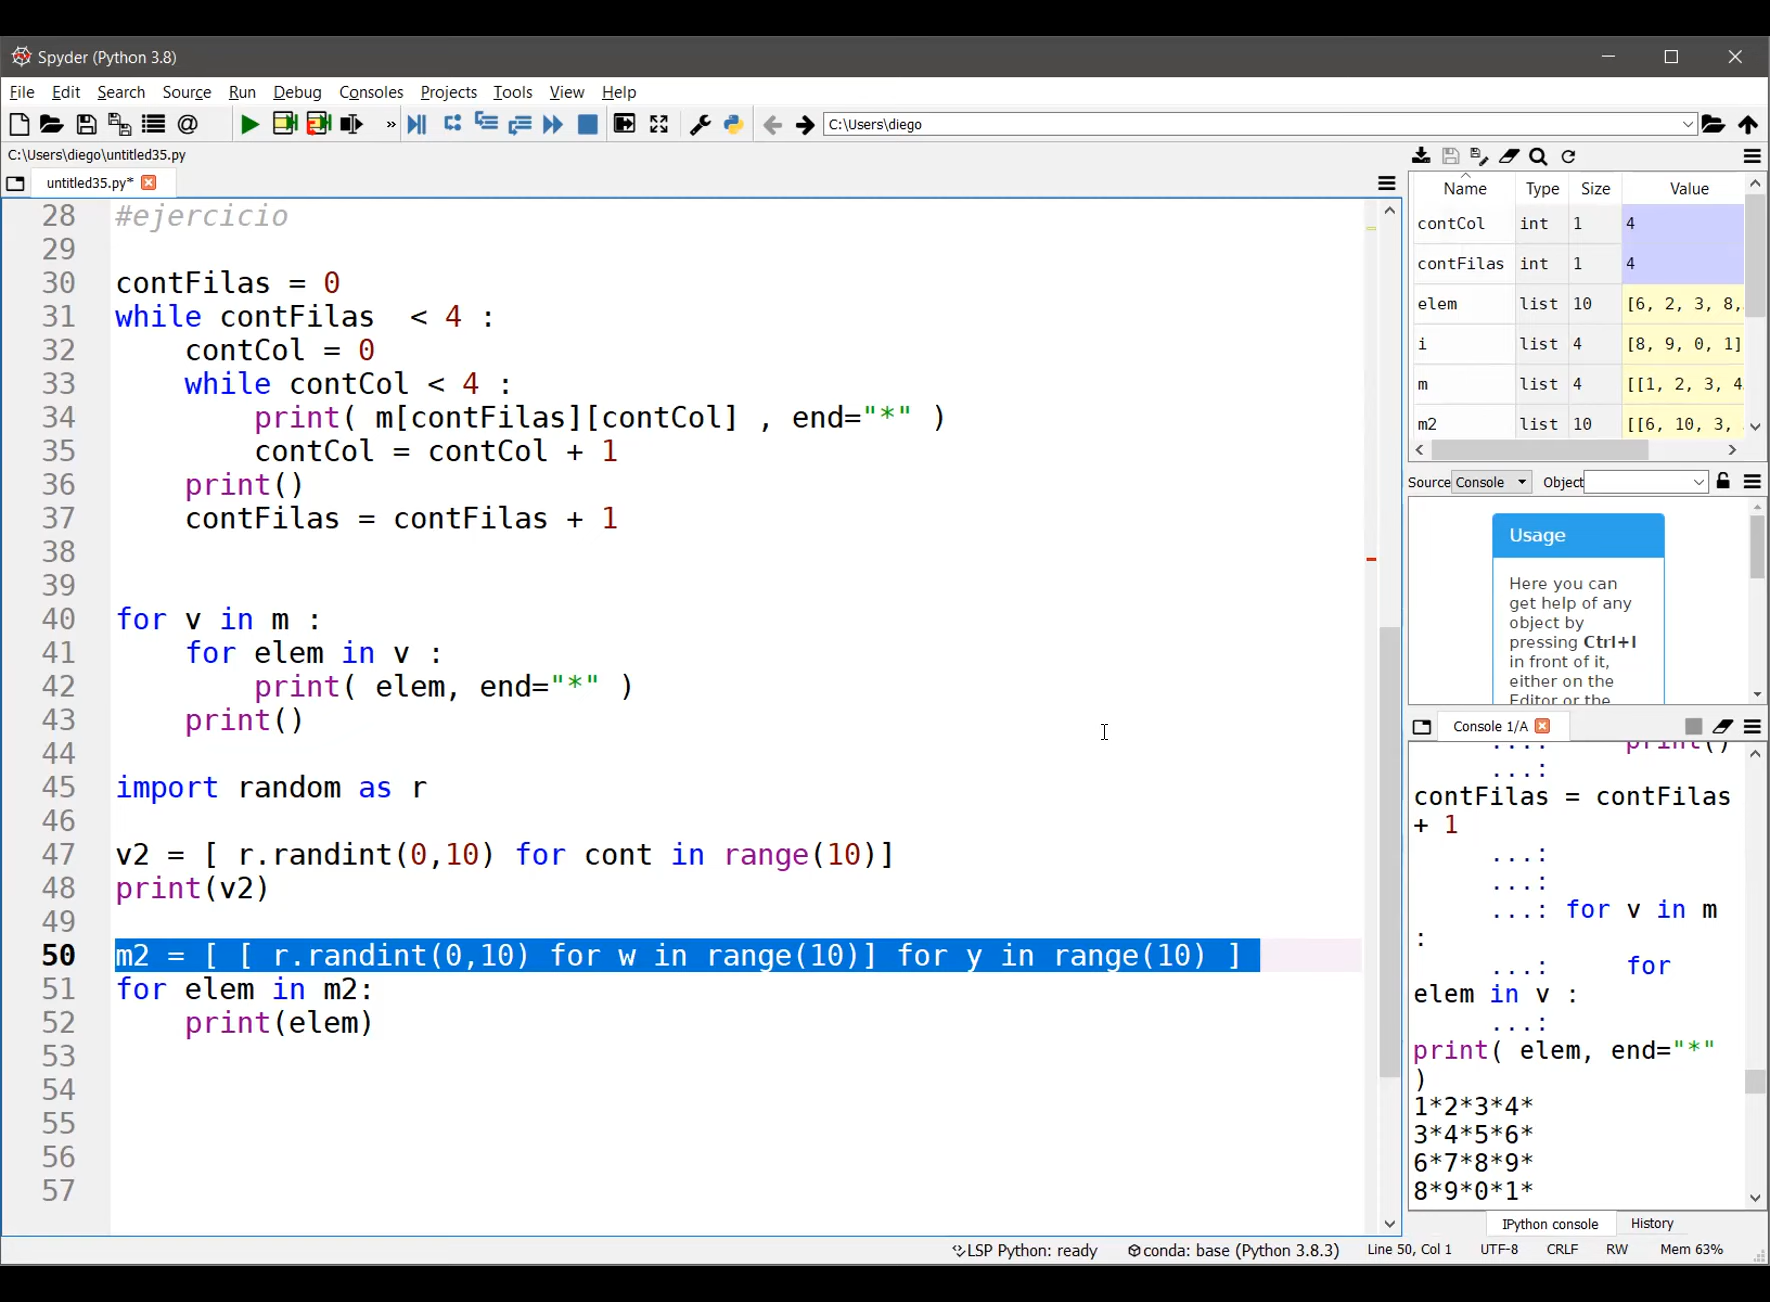 Spyder (Python 3.8)
File Edit Search Source Run Debug Consoles Projects Tools View Help
C:\Users\diego
C:\Users\diego\untitled35.py
untitled35.py*
28 #ejercicio
29
30 contFilas = 0
31 while contFilas  < 4 :
32     contCol = 0
33     while contCol < 4 :
34         print( m[contFilas][contCol] , end="*" )
35         contCol = contCol + 1
36     print()
37     contFilas = contFilas + 1
38
39
40 for v in m :
41     for elem in v :
42         print( elem, end="*" )
43     print()
44
45 import random as r
46
47 v2 = [ r.randint(0,10) for cont in range(10)]
48 print(v2)
49
50 m2 = [ [ r.randint(0,10) for w in range(10)] for y in range(10) ]
51 for elem in m2:
52     print(elem)
53
54
55
56
57
Name Type Size Value
contCol int 1 4
contFilas int 1 4
elem list 10 [6, 2, 3, 8,
i list 4 [8, 9, 0, 1]
m list 4 [[1, 2, 3, 4
m2 list 10 [[6, 10, 3,
Source Console Object
Usage
Here you can
get help of any
object by
pressing Ctrl+I
in front of it,
either on the
Editor or the
Console 1/A
...: print()
...:
contFilas = contFilas
+ 1
...:
...:
...: for v in m
:
...: for
elem in v :
...:
print( elem, end="*"
)
1*2*3*4*
3*4*5*6*
6*7*8*9*
8*9*0*1*
IPython console History
LSP Python: ready conda: base (Python 3.8.3) Line 50, Col 1 UTF-8 CRLF RW Mem 63%